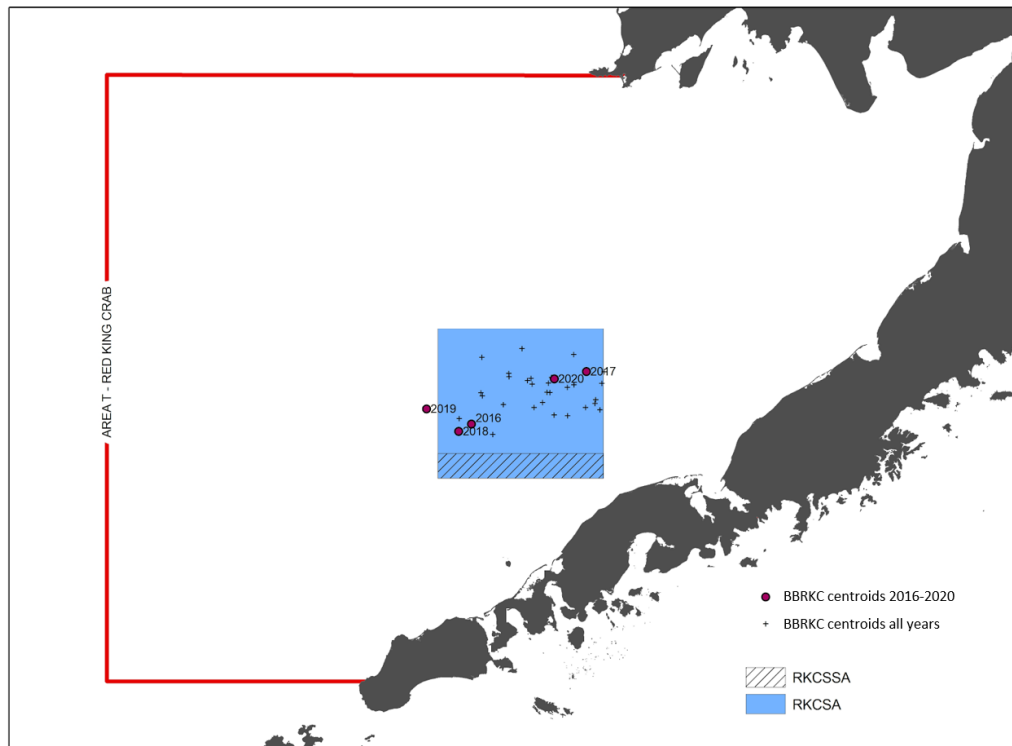 AREA T - RED KING CRAB
2017
2020
2019
2016
2018
BBRKC centroids 2016-2020
BBRKC centroids all years
RKCSSA
RKCSA